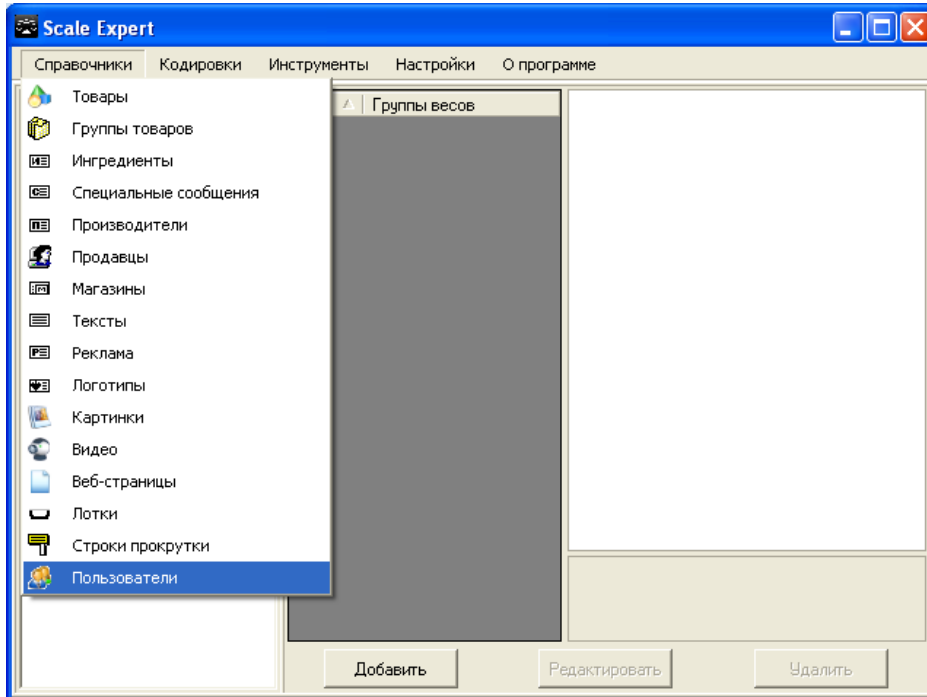 Scale Expert
Справочники Кодировки Инструменты Настройки О программе
Товары
Группы весов
Группы товаров
Ингредиенты
Специальные сообщения
Производители
Продавцы
Магазины
Тексты
Реклама
Логотипы
Картинки
Видео
Веб-страницы
Лотки
Строки прокрутки
Пользователи
Добавить Редактировать Удалить